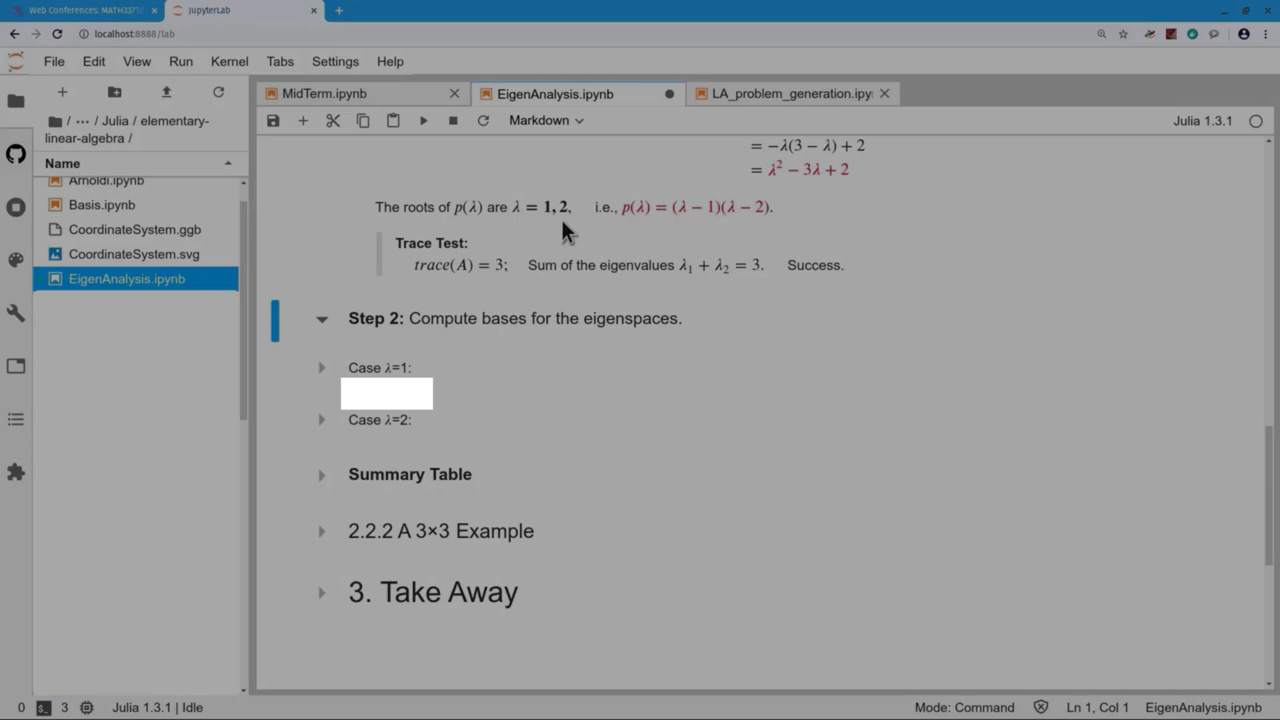 Web Conferences: MATH3371:
JupyterLab
localhost:8888/lab
File Edit View Run Kernel Tabs Settings Help
MidTerm.ipynb
EigenAnalysis.ipynb
LA_problem_generation.ipy
/ ··· / Julia / elementary-
linear-algebra /
Markdown
Julia 1.3.1
Name
Arnoldi.ipynb
Basis.ipynb
CoordinateSystem.ggb
CoordinateSystem.svg
EigenAnalysis.ipynb
= −λ(3 − λ) + 2
= λ² − 3λ + 2
The roots of p(λ) are λ = 1, 2, i.e., p(λ) = (λ − 1)(λ − 2).
Trace Test:
trace(A) = 3; Sum of the eigenvalues λ₁ + λ₂ = 3. Success.
Step 2: Compute bases for the eigenspaces.
Case λ=1:
Case λ=2:
Summary Table
2.2.2 A 3×3 Example
3. Take Away
0 $_ 3 Julia 1.3.1 | Idle
Mode: Command Ln 1, Col 1 EigenAnalysis.ipynb